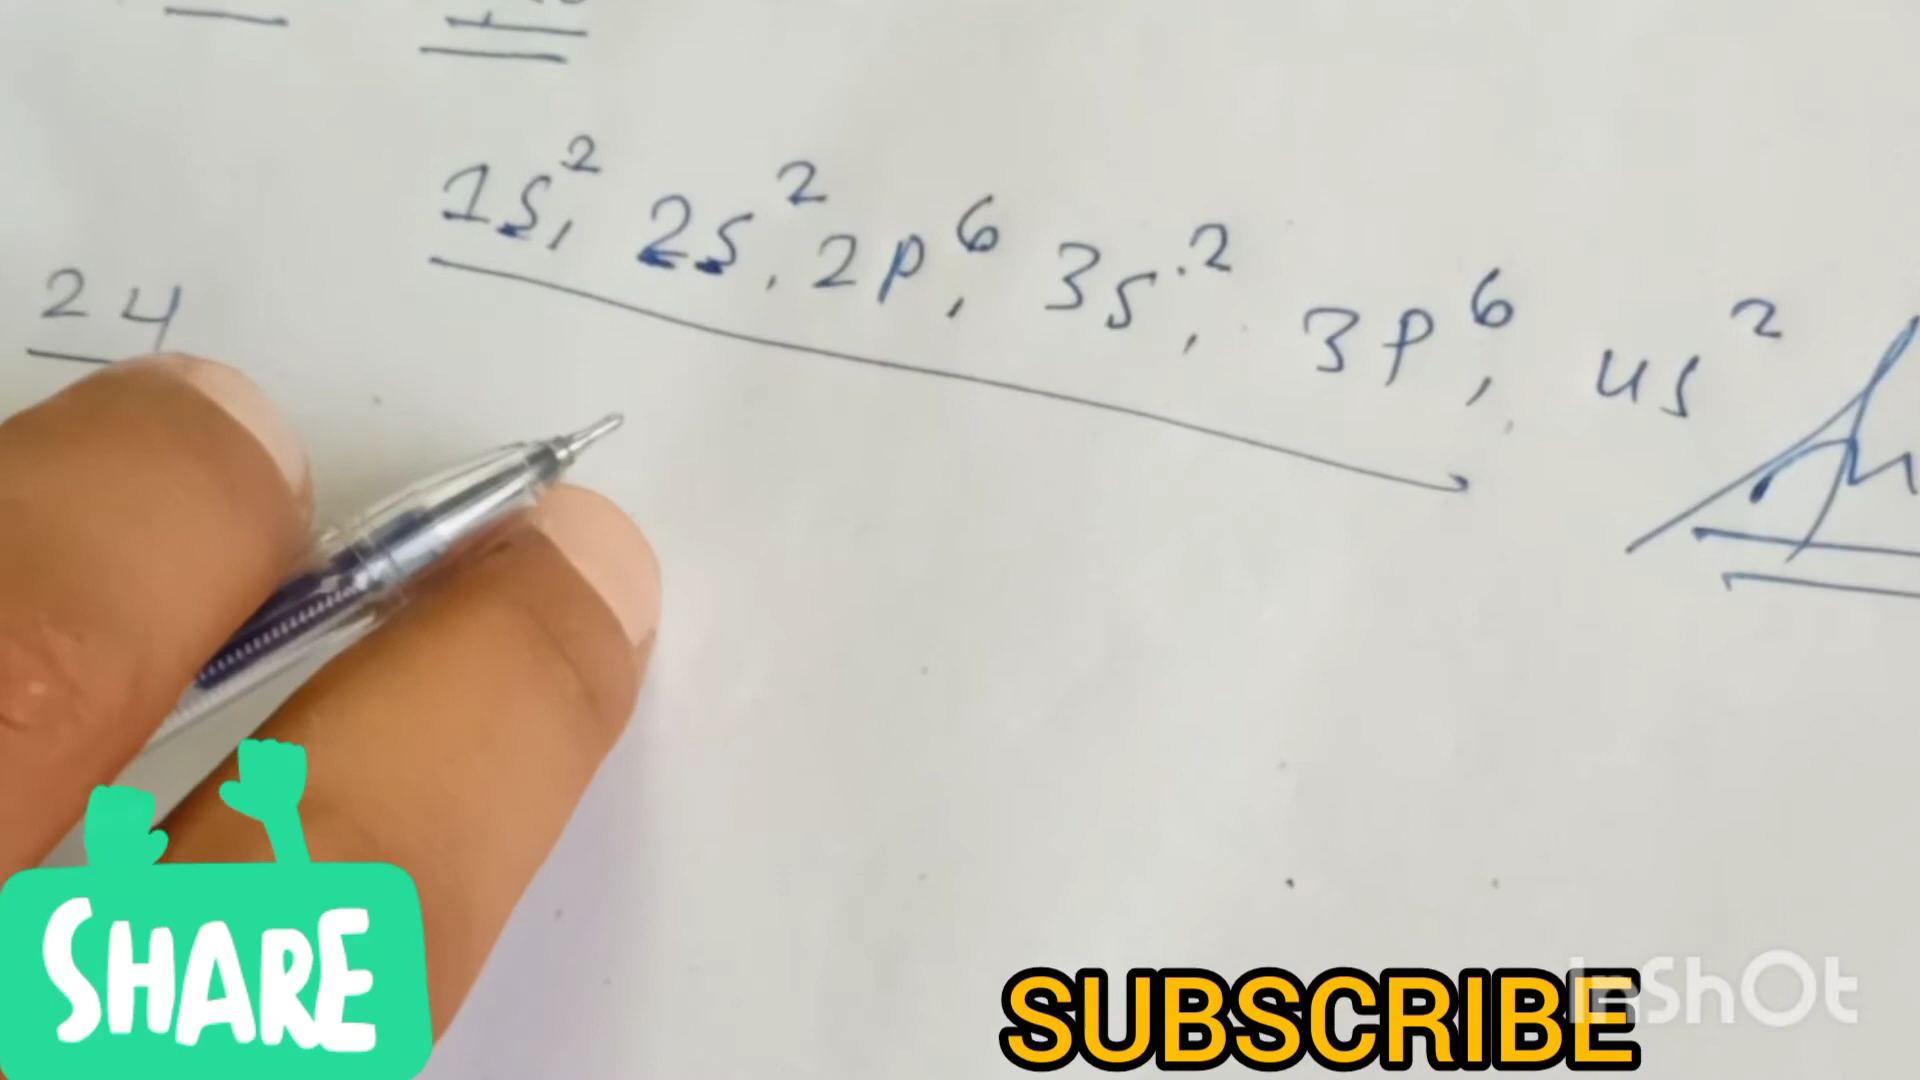 1s², 2s², 2p⁶, 3s², 3p⁶, 4s²
24
SHARE
SUBSCRIBE
InShOt